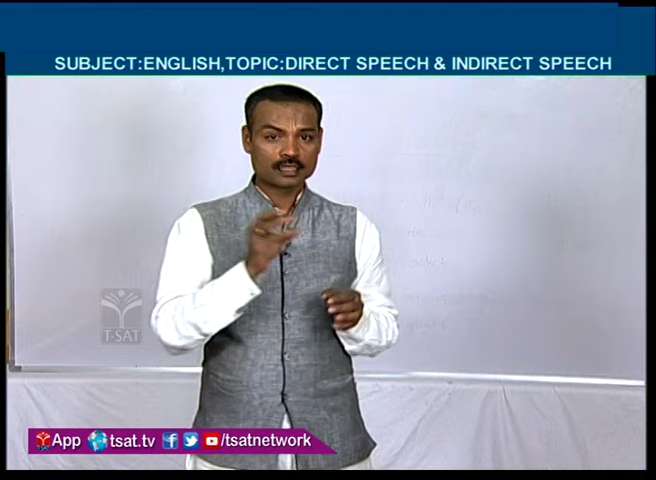 SUBJECT:ENGLISH,TOPIC:DIRECT SPEECH & INDIRECT SPEECH
T-SAT
App tsat.tv /tsatnetwork